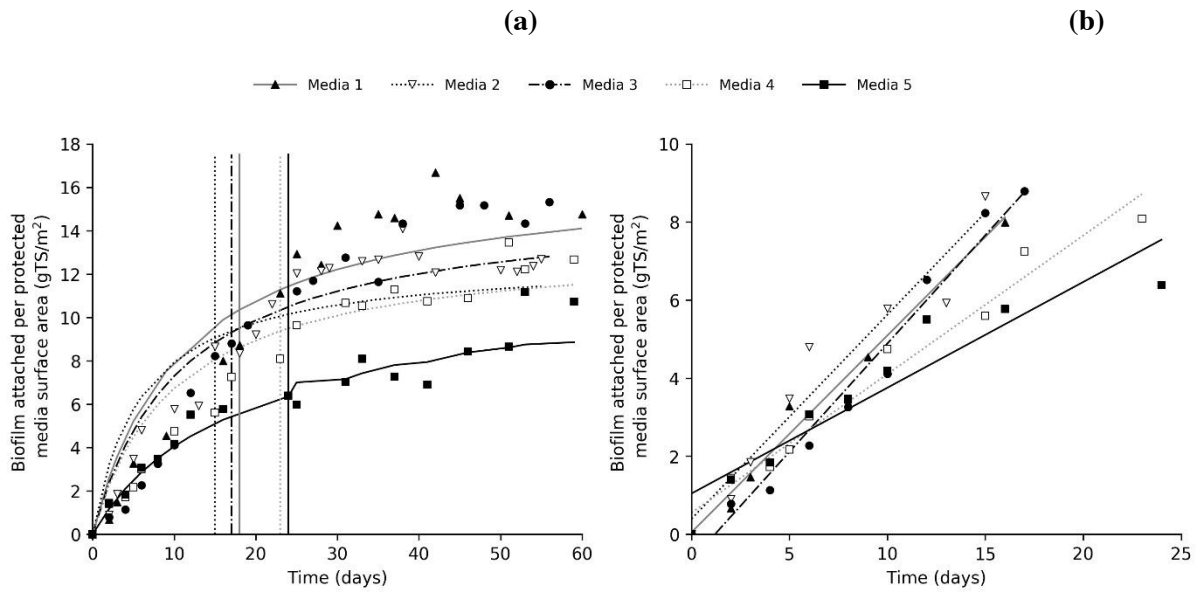 (a) (b)
Media 1 Media 2 Media 3 Media 4 Media 5
Biofilm attached per protected
media surface area (gTS/m²)
18
16
14
12
10
8
6
4
2
0
0 10 20 30 40 50 60
Time (days)
Biofilm attached per protected
media surface area (gTS/m²)
10
8
6
4
2
0
0 5 10 15 20 25
Time (days)